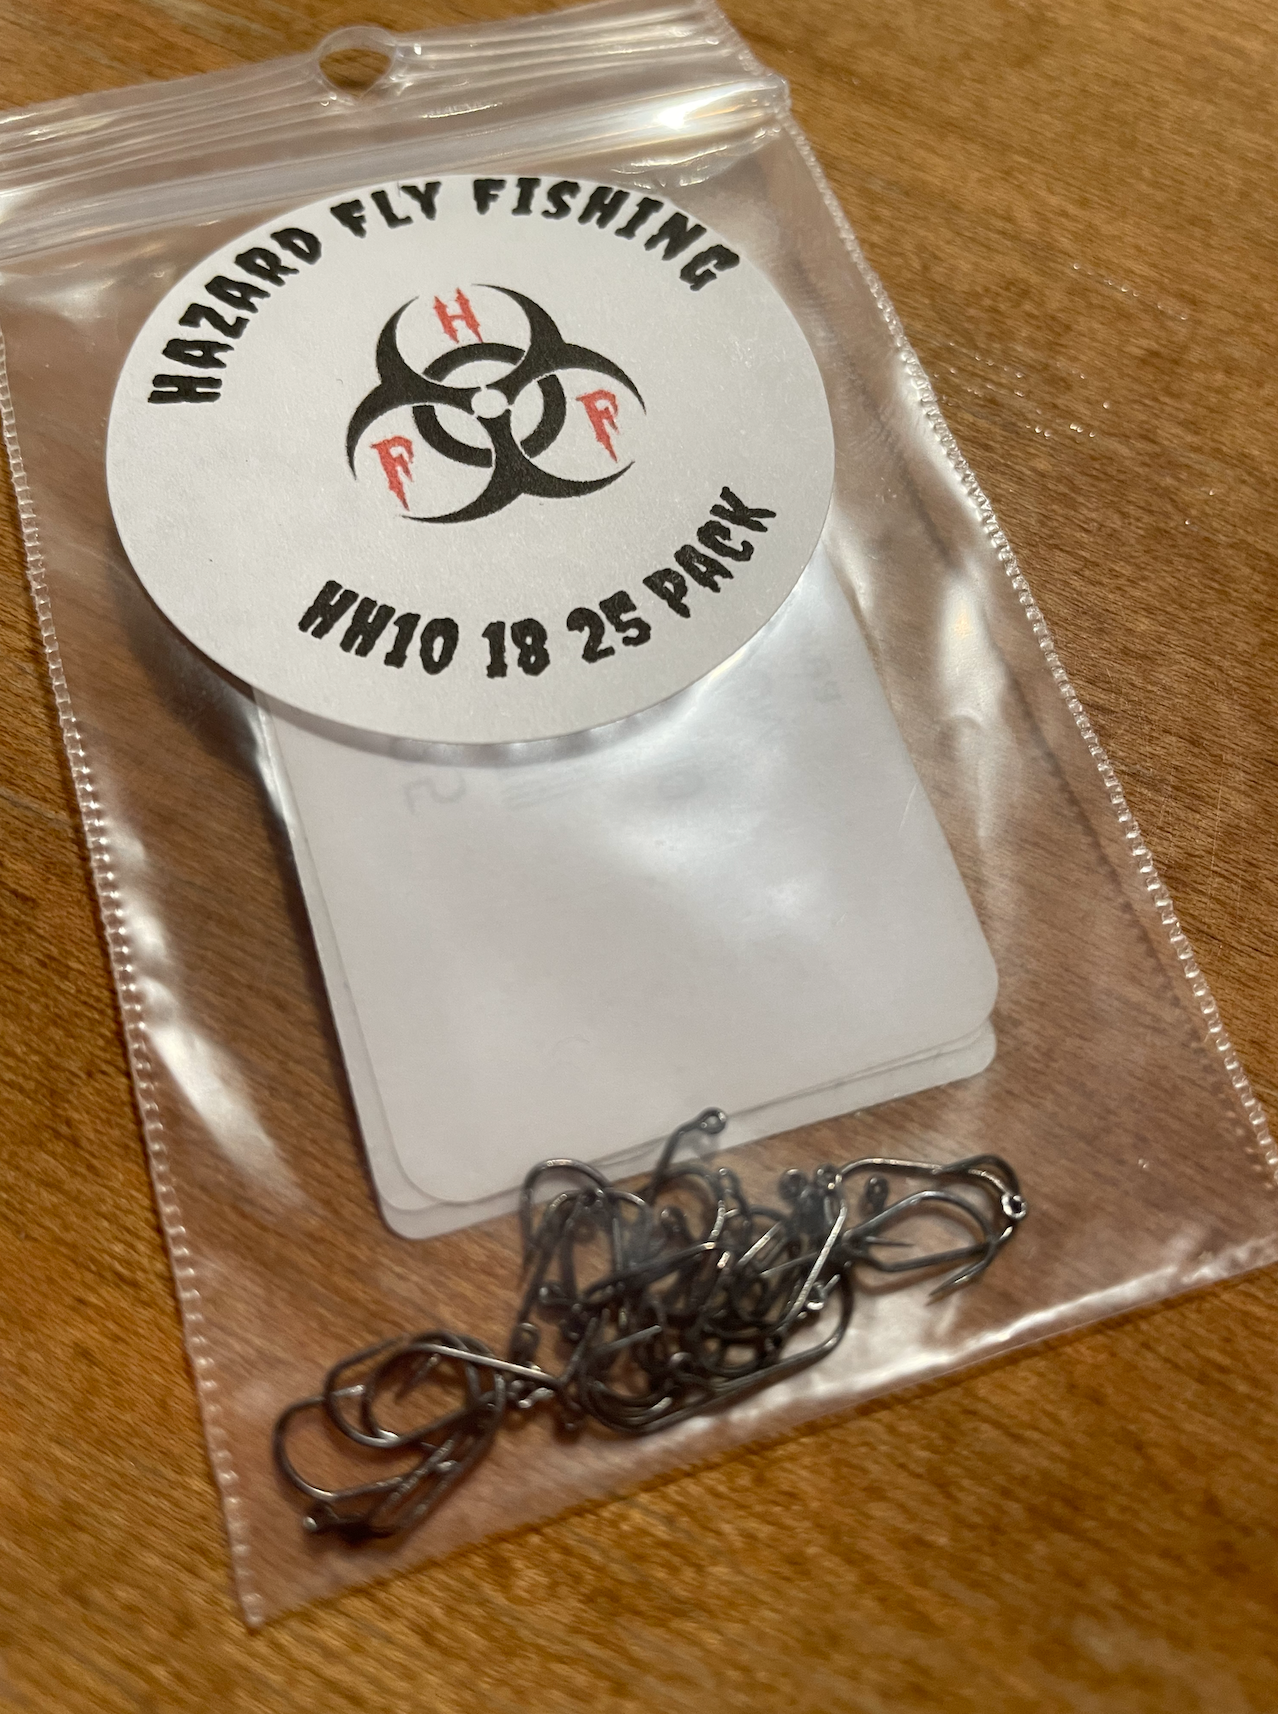 HAZARD FLY FISHING
H
F F
HH10 18 25 PACK